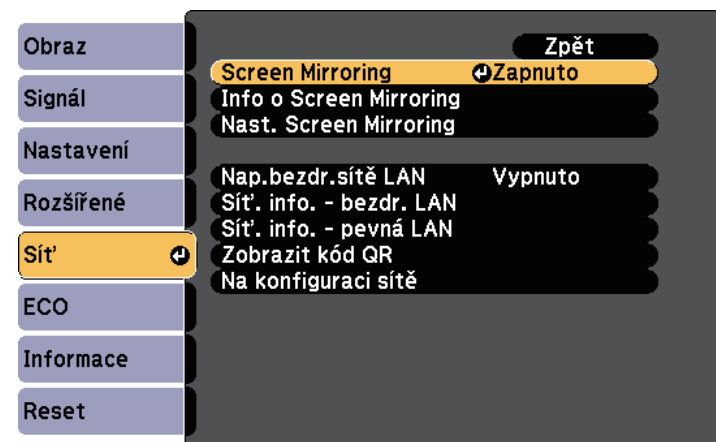 Obraz
Signál
Nastavení
Rozšířené
Síť
ECO
Informace
Reset
Zpět
Screen Mirroring Zapnuto
Info o Screen Mirroring
Nast. Screen Mirroring
Nap.bezdr.sítě LAN Vypnuto
Síť. info. - bezdr. LAN
Síť. info. - pevná LAN
Zobrazit kód QR
Na konfiguraci sítě